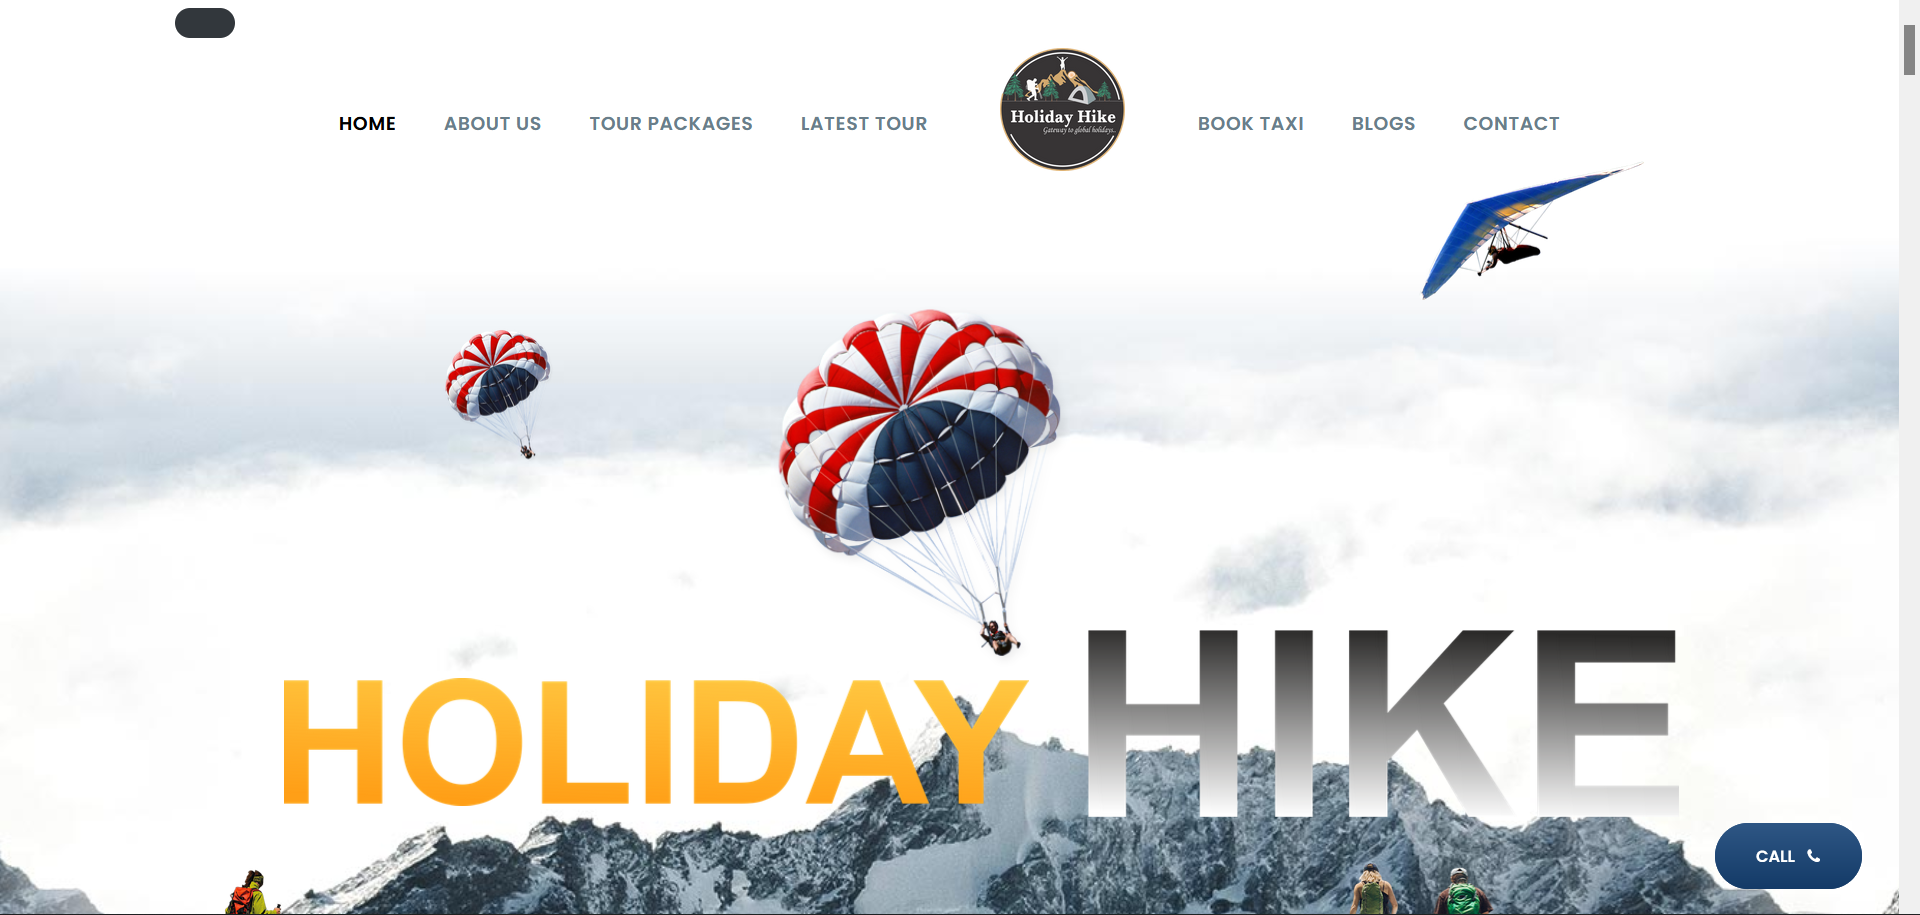 HOME ABOUT US TOUR PACKAGES LATEST TOUR
Holiday Hike
Gateway to global holidays..
BOOK TAXI BLOGS CONTACT
HOLIDAY HIKE
CALL